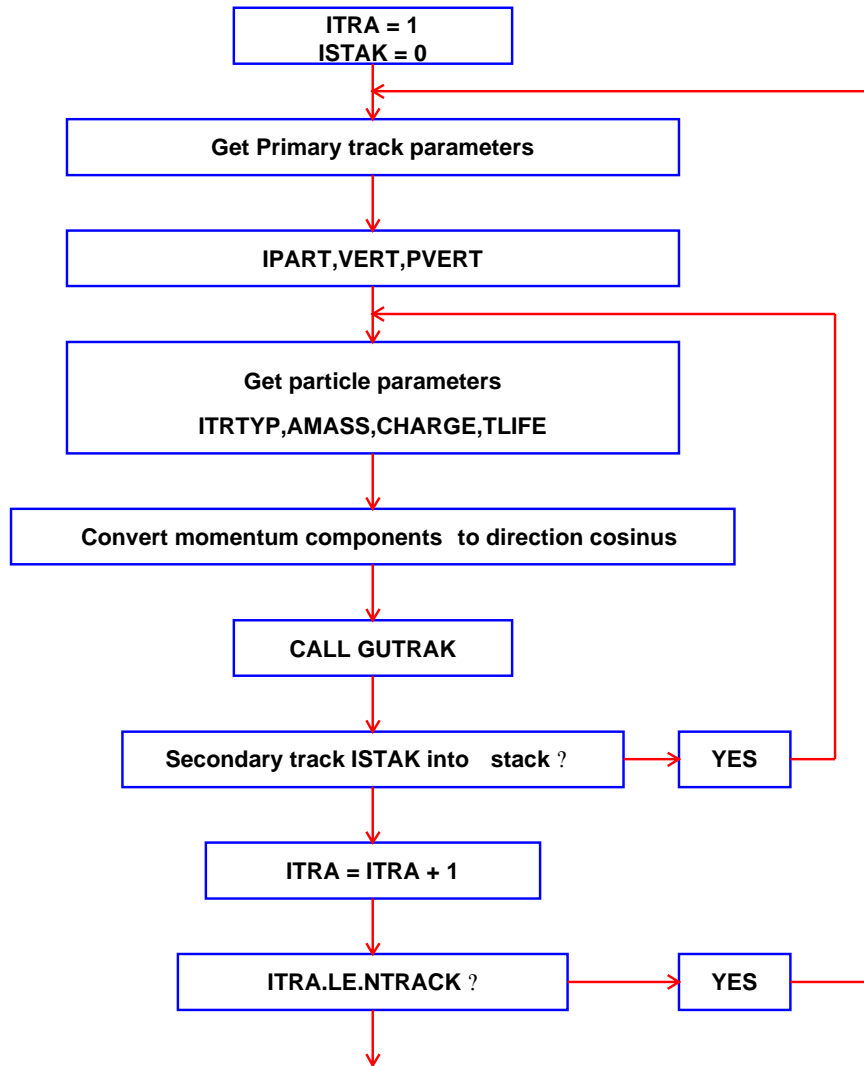 ITRA = 1
ISTAK = 0
Get Primary track parameters
IPART,VERT,PVERT
Get particle parameters
ITRTYP,AMASS,CHARGE,TLIFE
Convert momentum components to direction cosinus
CALL GUTRAK
Secondary track ISTAK into stack ?
YES
ITRA = ITRA + 1
ITRA.LE.NTRACK ?
YES